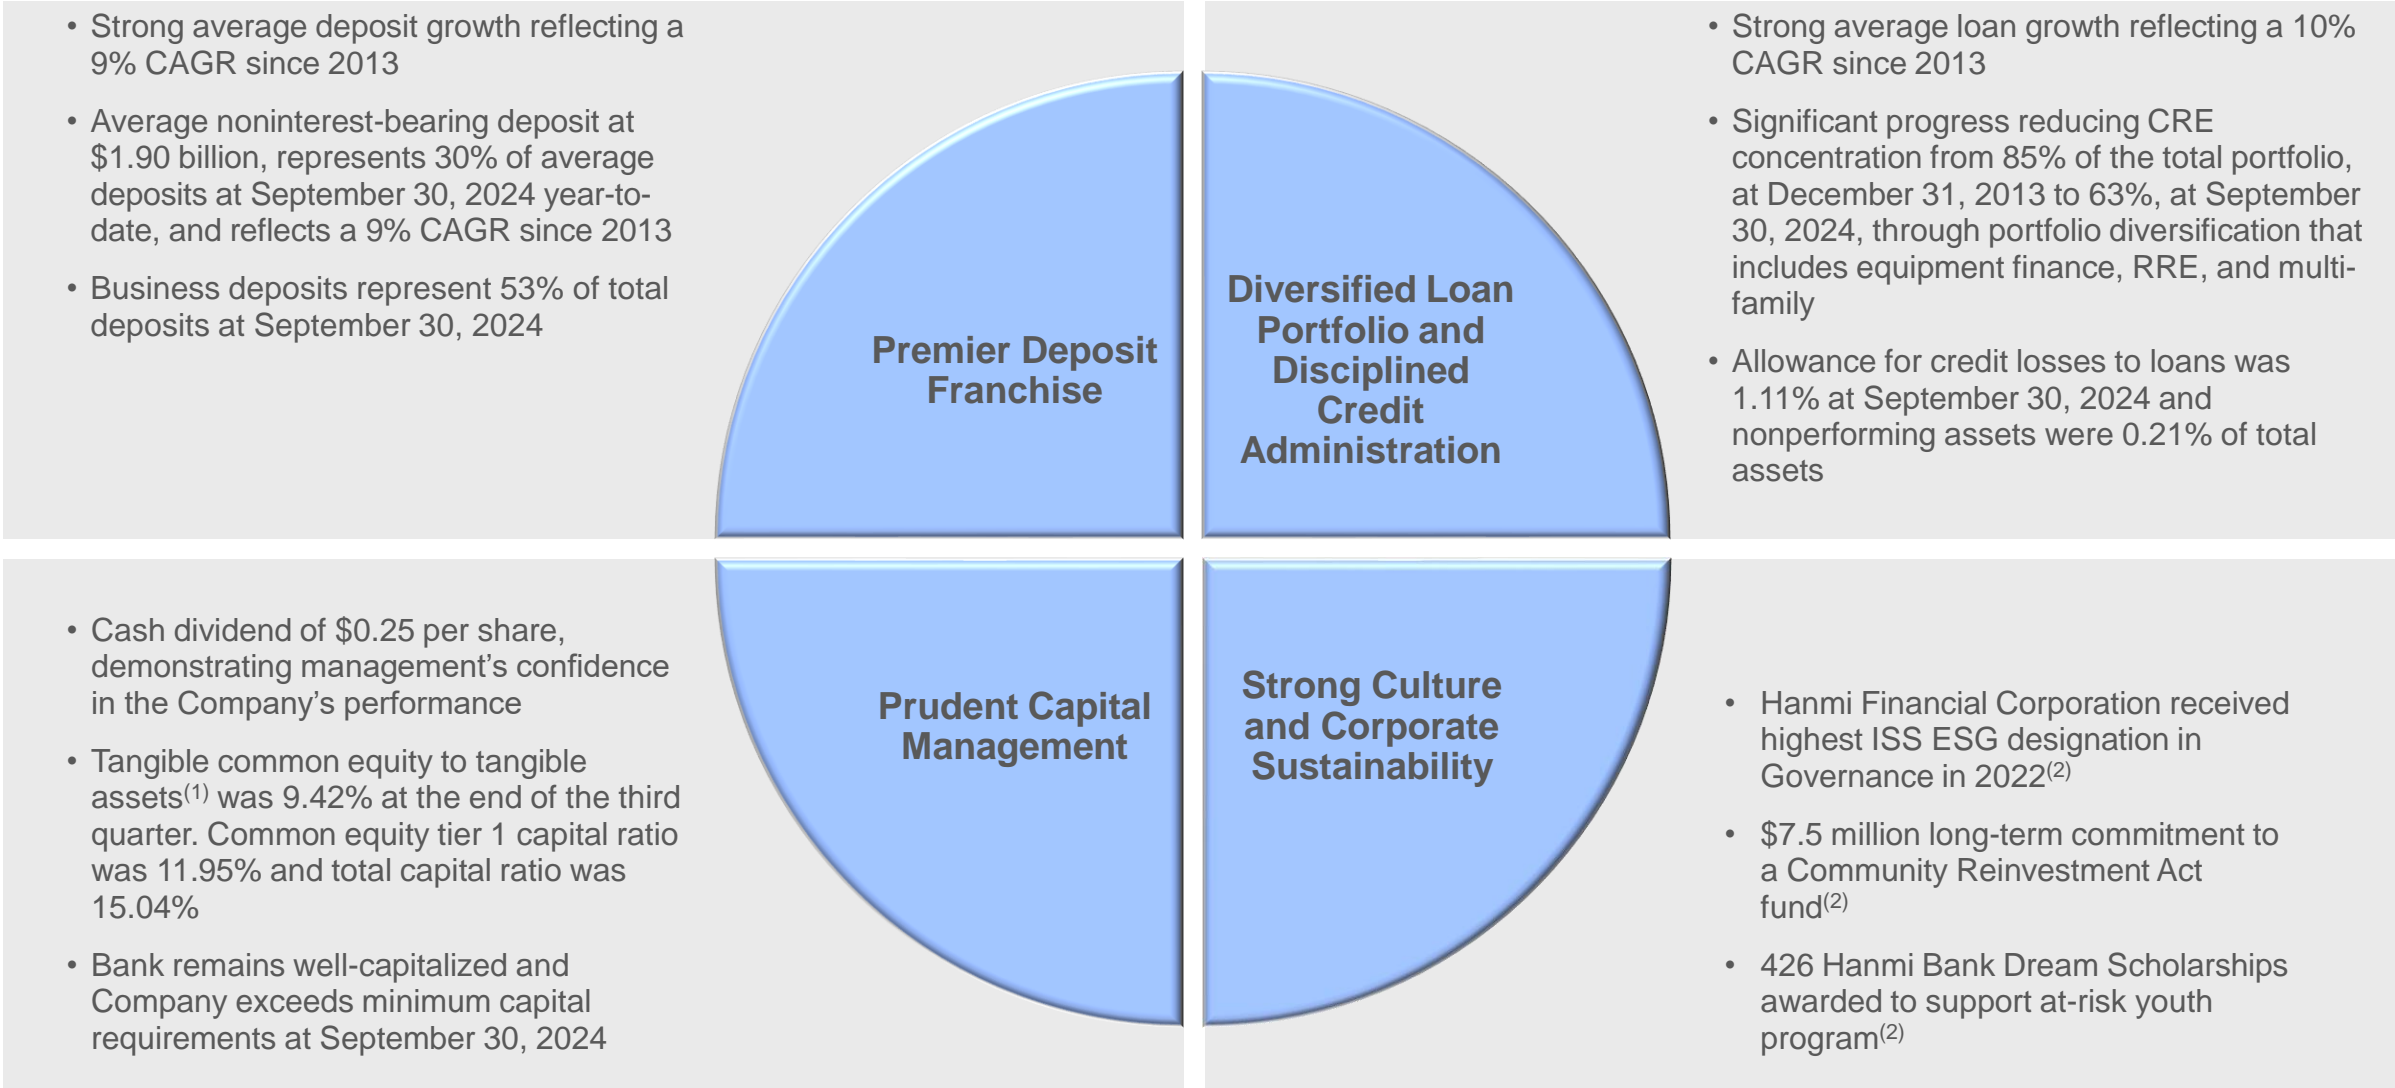 • Strong average deposit growth reflecting a
9% CAGR since 2013
• Average noninterest-bearing deposit at
$1.90 billion, represents 30% of average
deposits at September 30, 2024 year-to-
date, and reflects a 9% CAGR since 2013
• Business deposits represent 53% of total
deposits at September 30, 2024
Premier Deposit
Franchise
Diversified Loan
Portfolio and
Disciplined
Credit
Administration
• Strong average loan growth reflecting a 10%
CAGR since 2013
• Significant progress reducing CRE
concentration from 85% of the total portfolio,
at December 31, 2013 to 63%, at September
30, 2024, through portfolio diversification that
includes equipment finance, RRE, and multi-
family
• Allowance for credit losses to loans was
1.11% at September 30, 2024 and
nonperforming assets were 0.21% of total
assets
• Cash dividend of $0.25 per share,
demonstrating management’s confidence
in the Company’s performance
• Tangible common equity to tangible
assets(1) was 9.42% at the end of the third
quarter. Common equity tier 1 capital ratio
was 11.95% and total capital ratio was
15.04%
• Bank remains well-capitalized and
Company exceeds minimum capital
requirements at September 30, 2024
Prudent Capital
Management
Strong Culture
and Corporate
Sustainability
• Hanmi Financial Corporation received
highest ISS ESG designation in
Governance in 2022(2)
• $7.5 million long-term commitment to
a Community Reinvestment Act
fund(2)
• 426 Hanmi Bank Dream Scholarships
awarded to support at-risk youth
program(2)